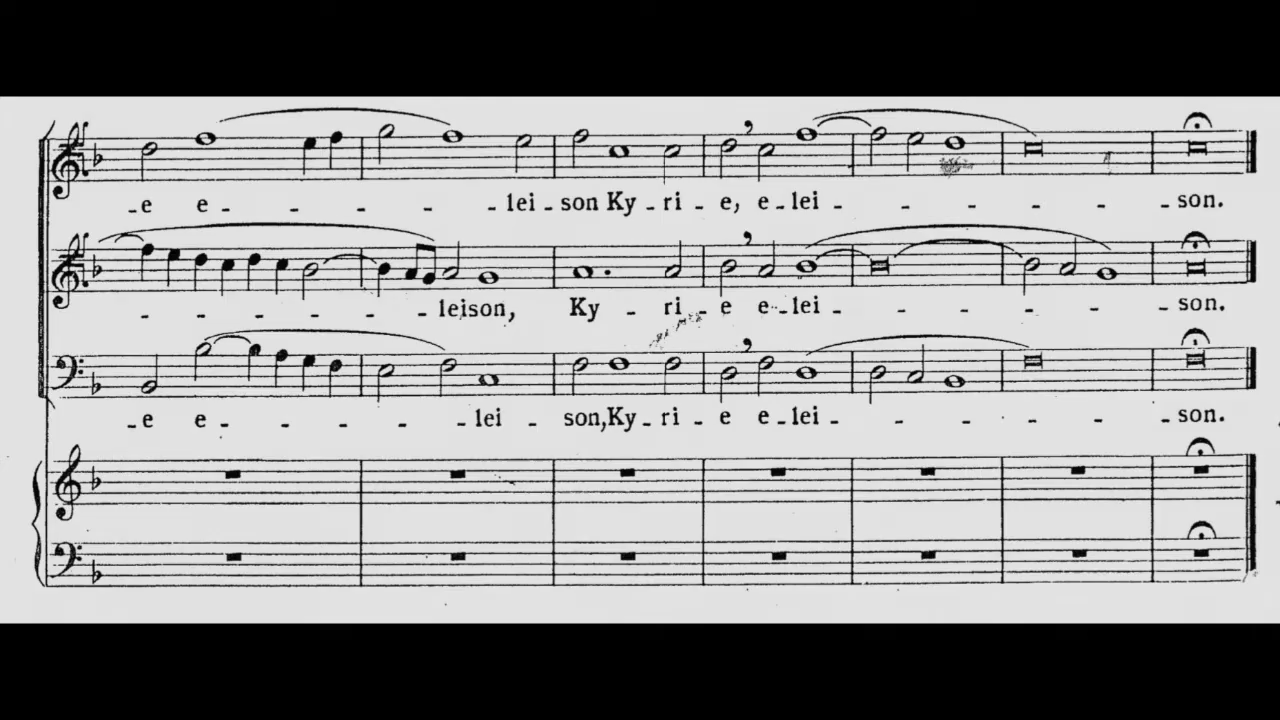 - e e - - - - - lei - son Ky - ri - e, e - lei - - - - - - - son.
- - - - - leison, Ky - ri - e e - lei - - - - - - - son.
- e e - - - - - lei - son, Ky - ri - e e - lei - - - - - - - son.